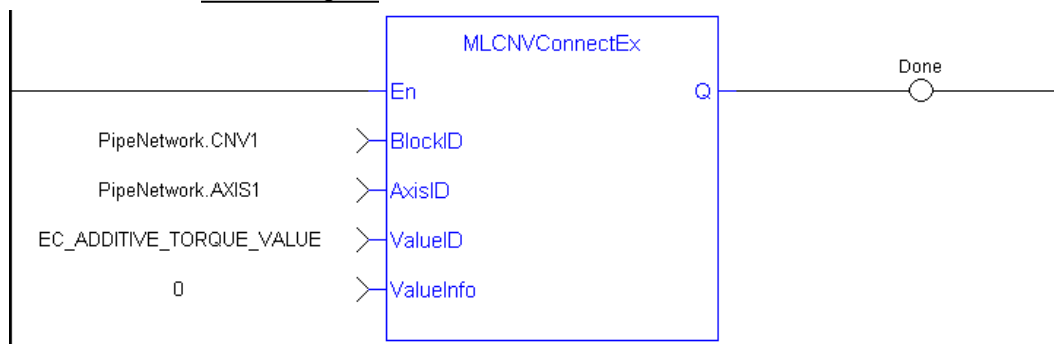 MLCNVConnectEx
Done
En Q
PipeNetwork.CNV1 BlockID
PipeNetwork.AXIS1 AxisID
EC_ADDITIVE_TORQUE_VALUE ValueID
0 ValueInfo